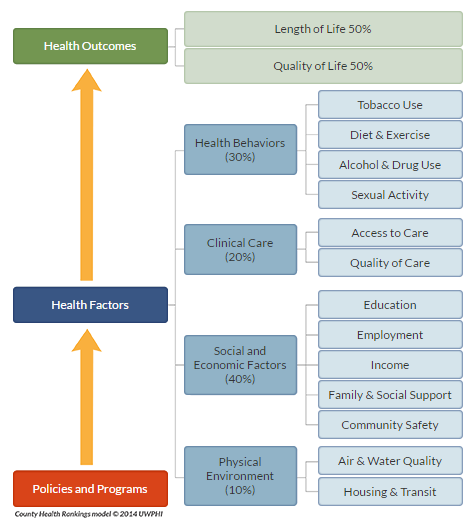 Health Outcomes
Length of Life 50%
Quality of Life 50%
Health Behaviors
(30%)
Tobacco Use
Diet & Exercise
Alcohol & Drug Use
Sexual Activity
Clinical Care
(20%)
Access to Care
Quality of Care
Health Factors
Social and
Economic Factors
(40%)
Education
Employment
Income
Family & Social Support
Community Safety
Physical
Environment
(10%)
Air & Water Quality
Housing & Transit
Policies and Programs
County Health Rankings model © 2014 UWPHI